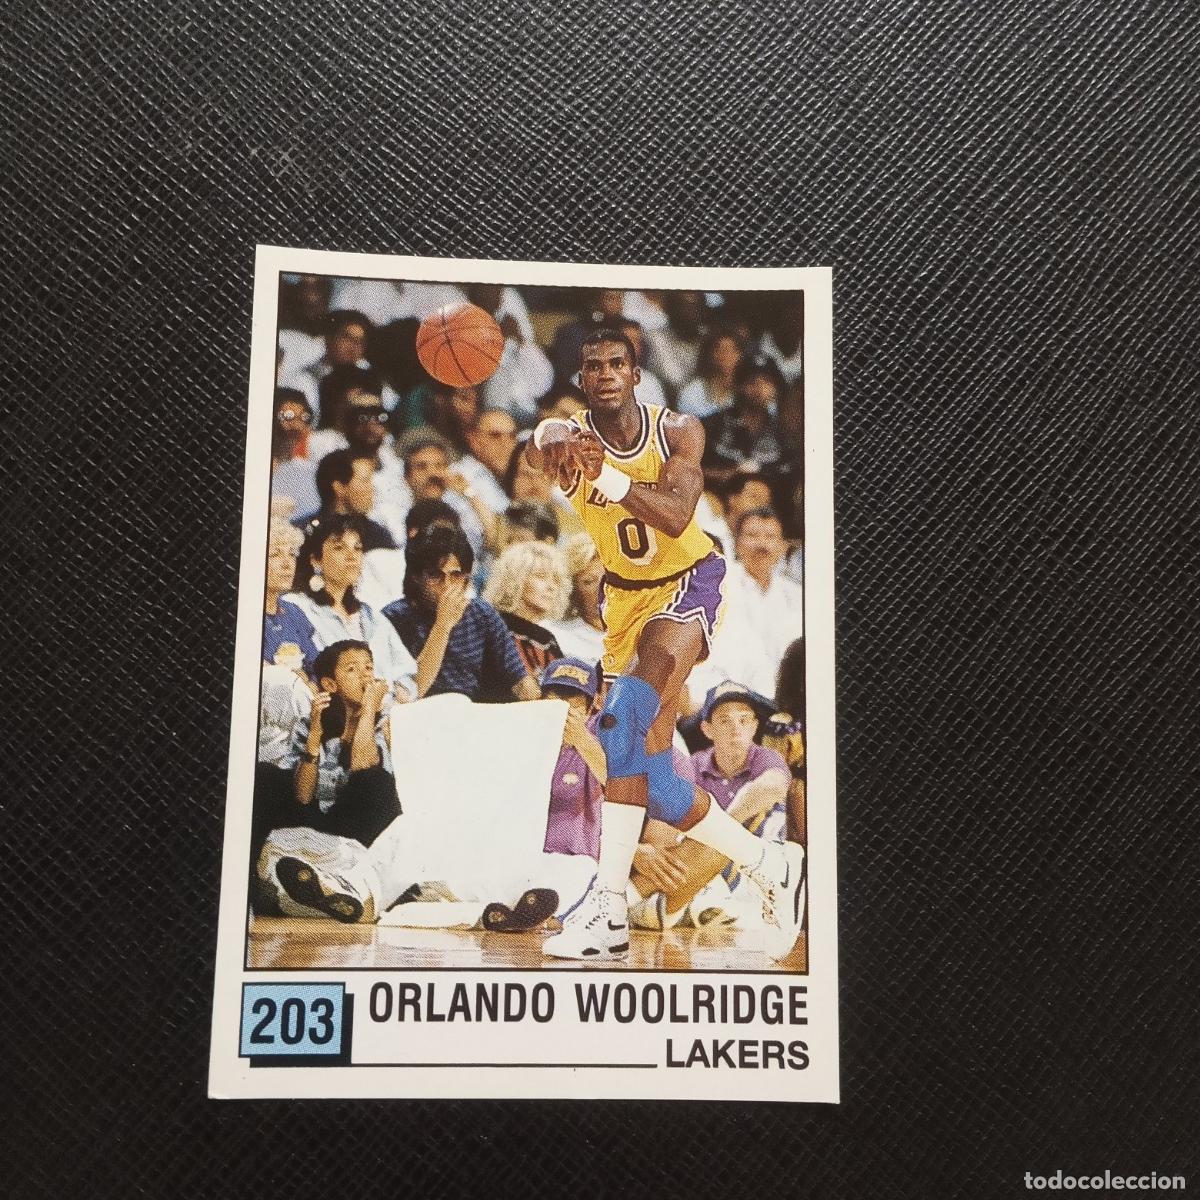 0
203
ORLANDO WOOLRIDGE
LAKERS
todocoleccion